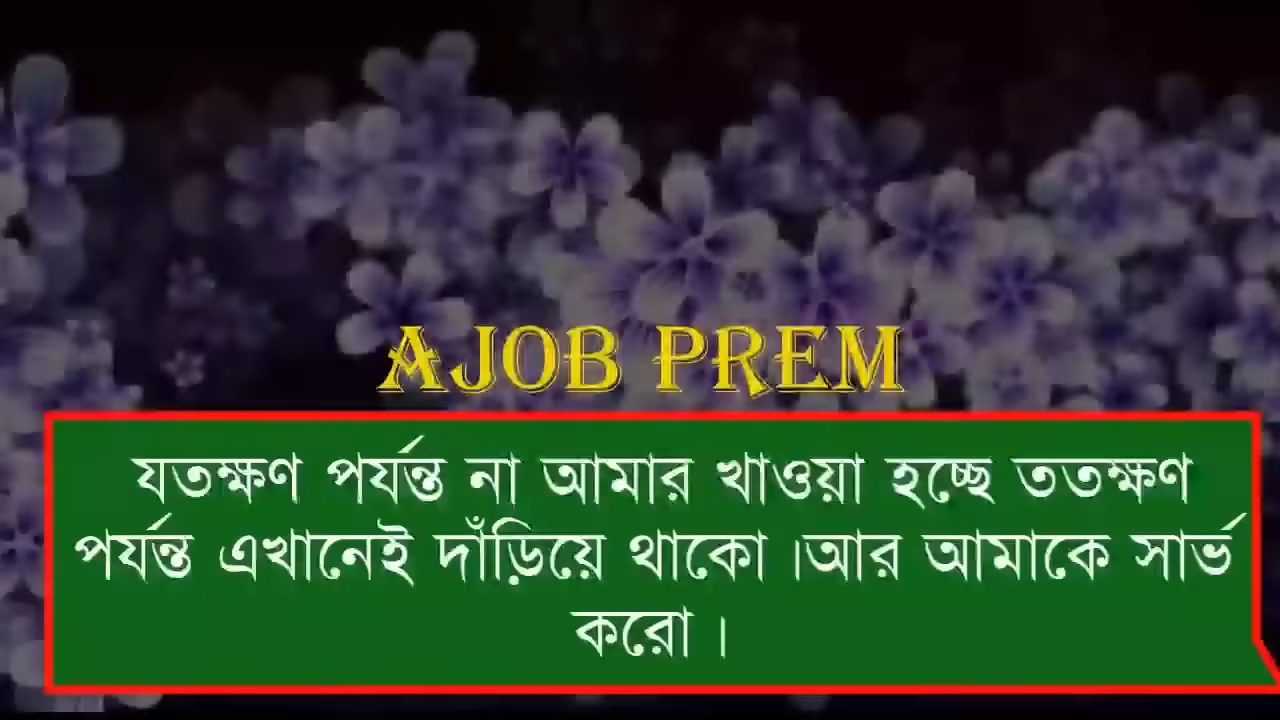 AJOB PREM
যতক্ষণ পর্যন্ত না আমার খাওয়া হচ্ছে ততক্ষণ
পর্যন্ত এখানেই দাঁড়িয়ে থাকো ।আর আমাকে সার্ভ
করো ।